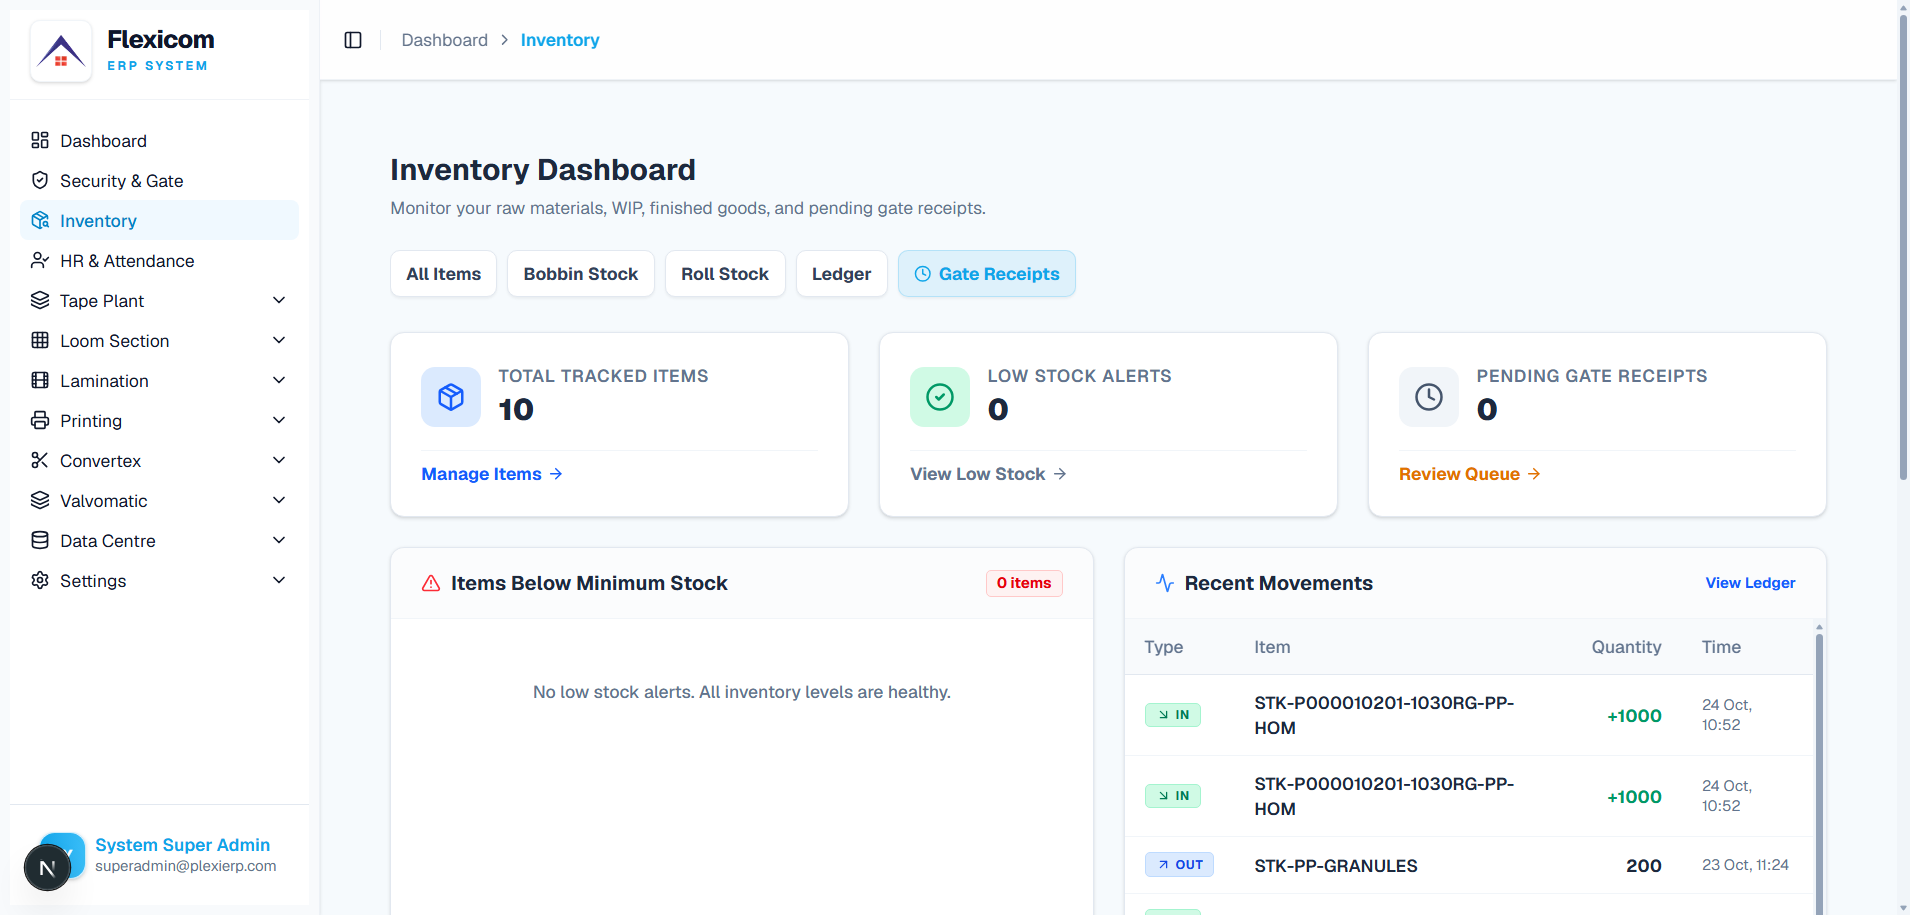 Flexicom
ERP SYSTEM
Dashboard
Security & Gate
Inventory
HR & Attendance
Tape Plant
Loom Section
Lamination
Printing
Convertex
Valvomatic
Data Centre
Settings
System Super Admin
superadmin@plexierp.com
N
Dashboard > Inventory
Inventory Dashboard
Monitor your raw materials, WIP, finished goods, and pending gate receipts.
All Items Bobbin Stock Roll Stock Ledger Gate Receipts
TOTAL TRACKED ITEMS
10
Manage Items →
LOW STOCK ALERTS
0
View Low Stock →
PENDING GATE RECEIPTS
0
Review Queue →
Items Below Minimum Stock 0 items
No low stock alerts. All inventory levels are healthy.
Recent Movements View Ledger
Type Item Quantity Time
IN STK-P000010201-1030RG-PP-HOM +1000 24 Oct, 10:52
IN STK-P000010201-1030RG-PP-HOM +1000 24 Oct, 10:52
OUT STK-PP-GRANULES 200 23 Oct, 11:24